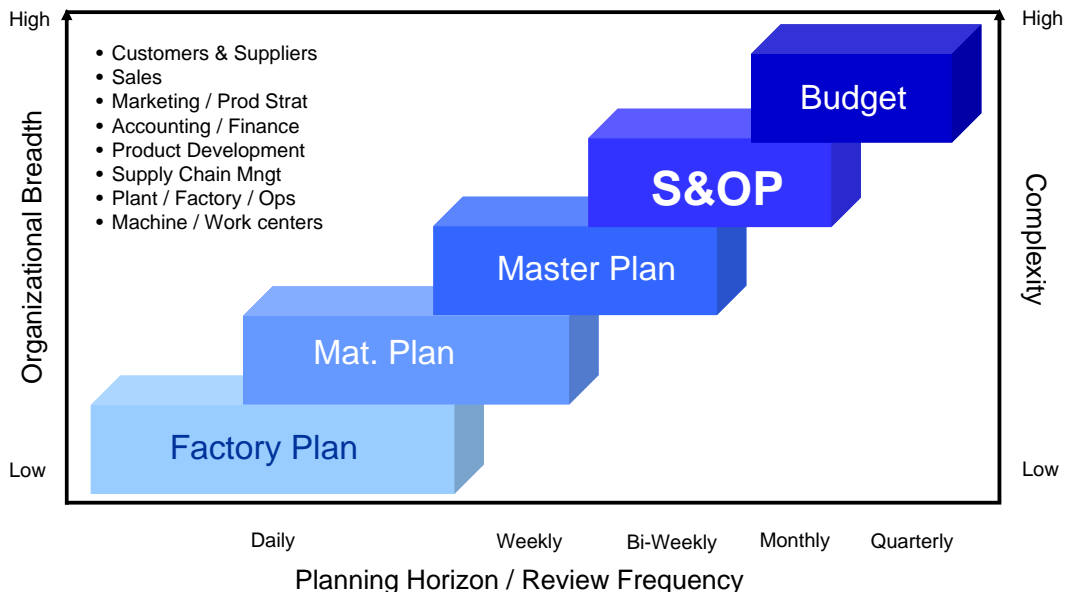 High
High
• Customers & Suppliers
• Sales
• Marketing / Prod Strat
• Accounting / Finance
• Product Development
• Supply Chain Mngt
• Plant / Factory / Ops
• Machine / Work centers
Budget
S&OP
Master Plan
Mat. Plan
Factory Plan
Organizational Breadth
Complexity
Low
Low
Daily
Weekly
Bi-Weekly
Monthly
Quarterly
Planning Horizon / Review Frequency